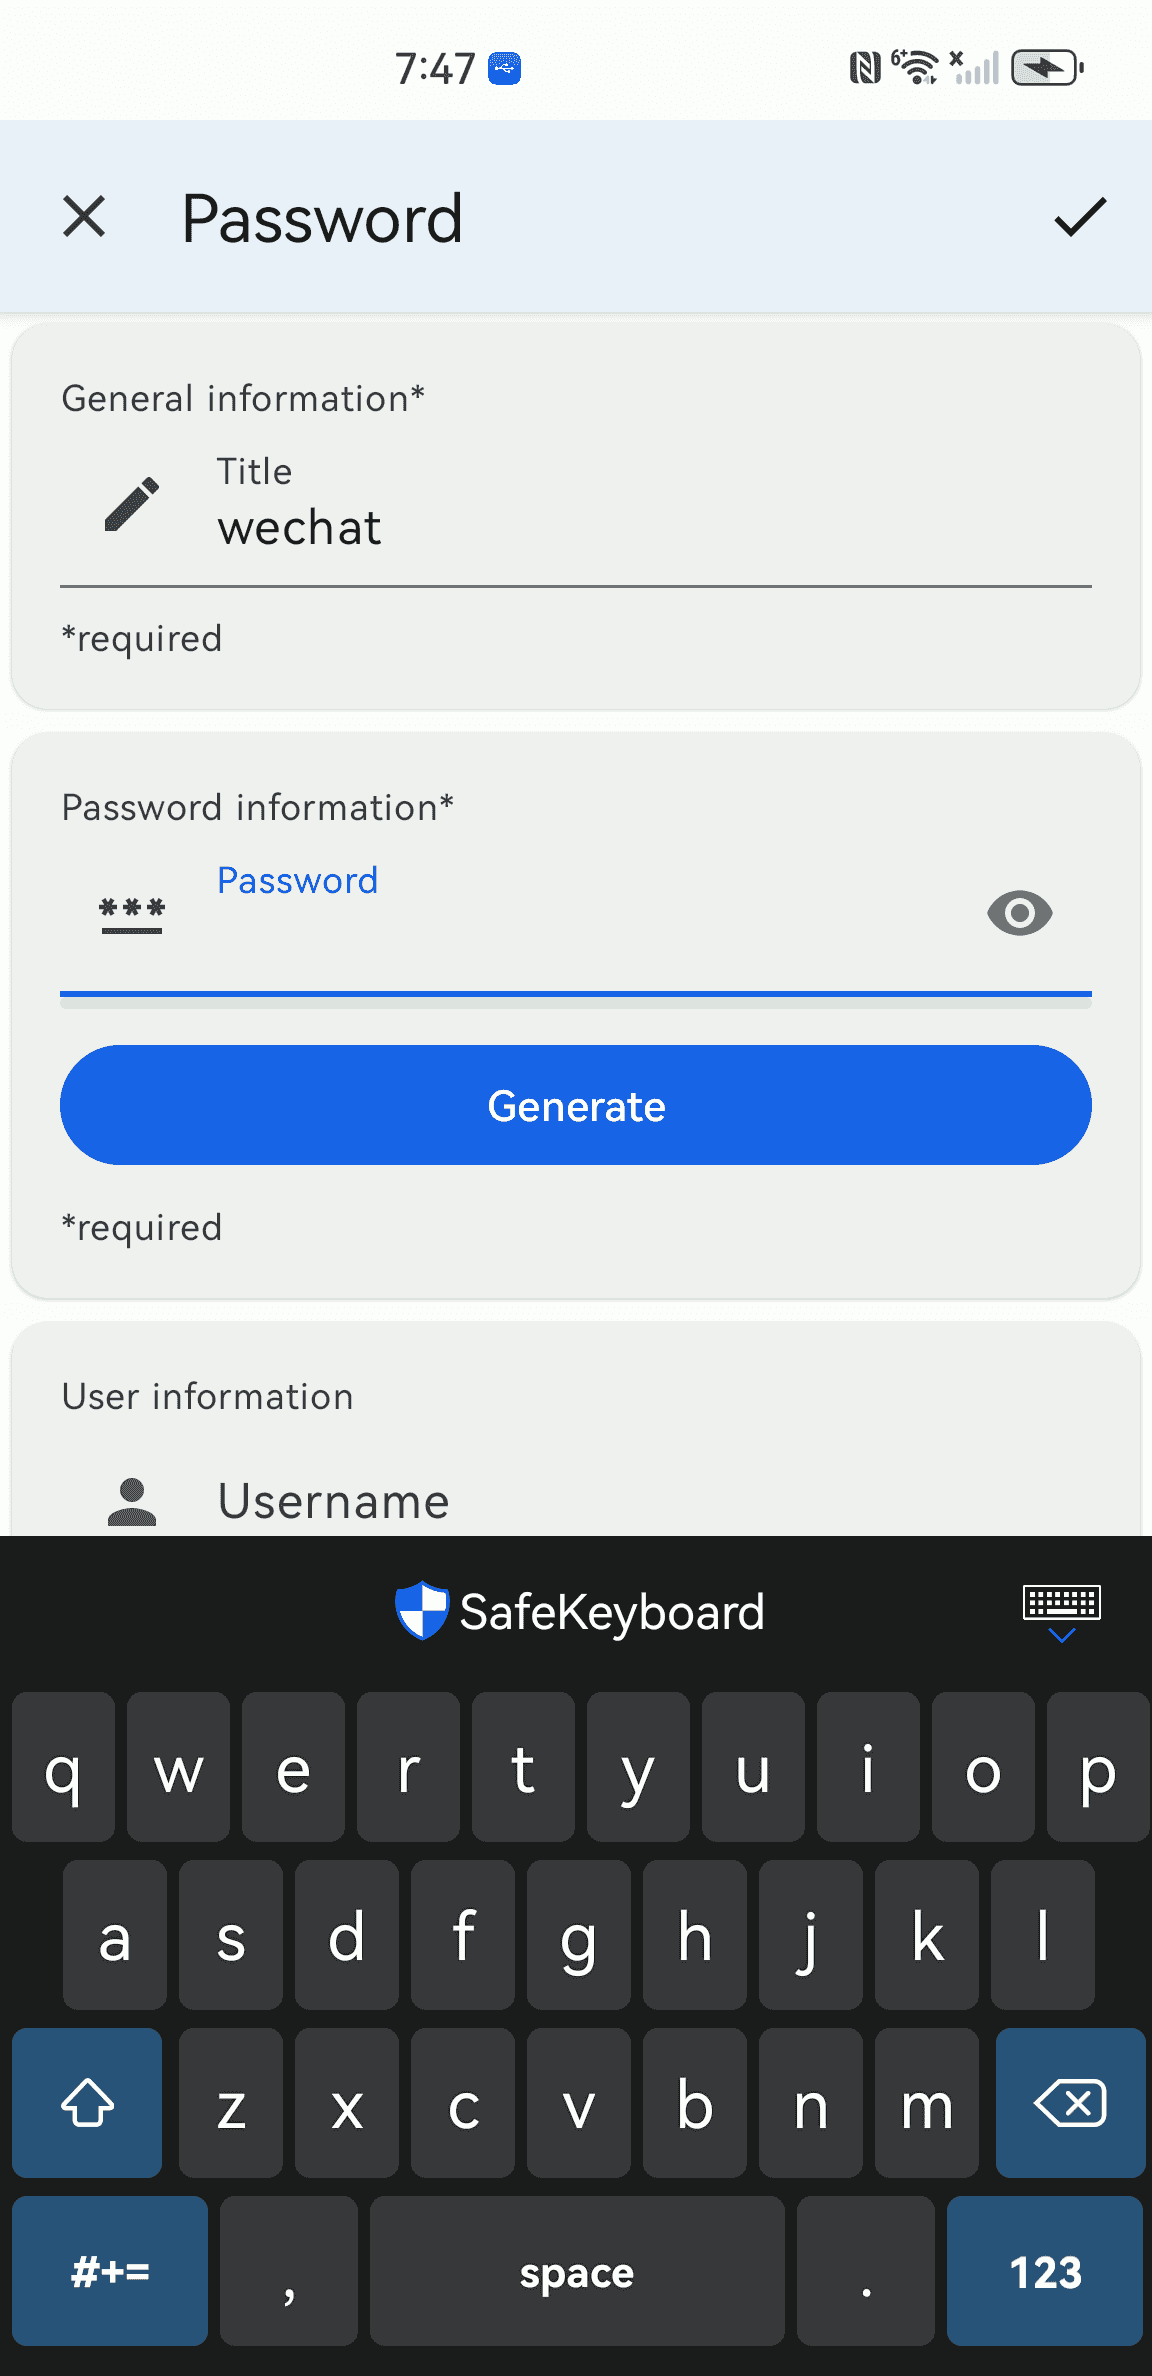 7:47
6+
Password
General information*
Title
wechat
*required
Password information*
***
Password
Generate
*required
User information
Username
SafeKeyboard
q w e r t y u i o p
a s d f g h j k l
z x c v b n m
#+= , space . 123